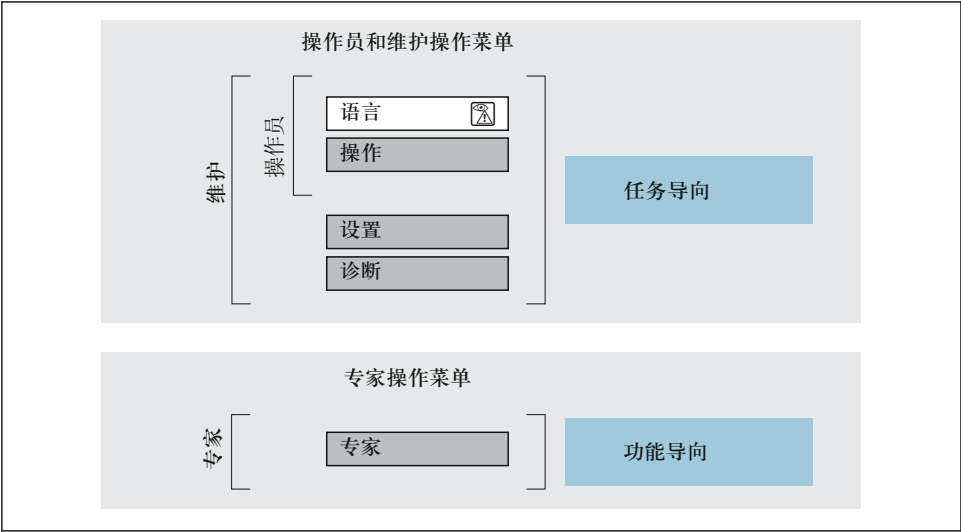 操作员和维护操作菜单
维护
操作员
语言
操作
设置
诊断
任务导向
专家操作菜单
专家
专家
功能导向